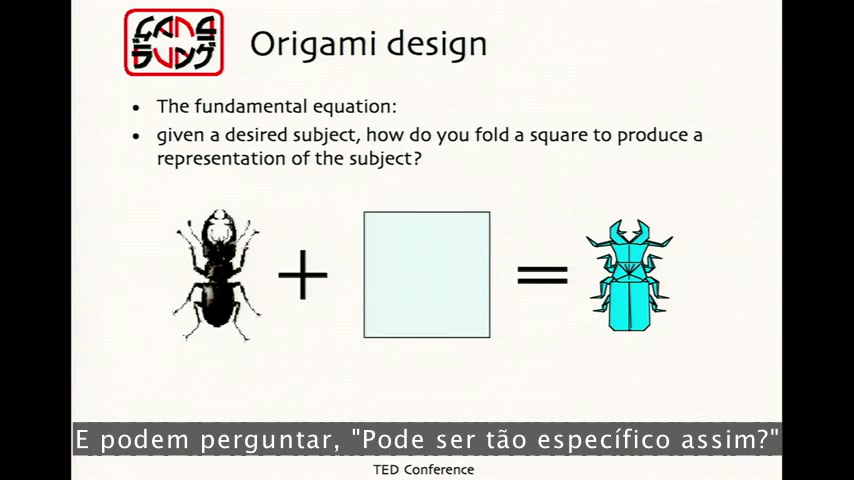 Origami design
• The fundamental equation:
• given a desired subject, how do you fold a square to produce a
representation of the subject?
+
=
E podem perguntar, "Pode ser tão específico assim?"
TED Conference